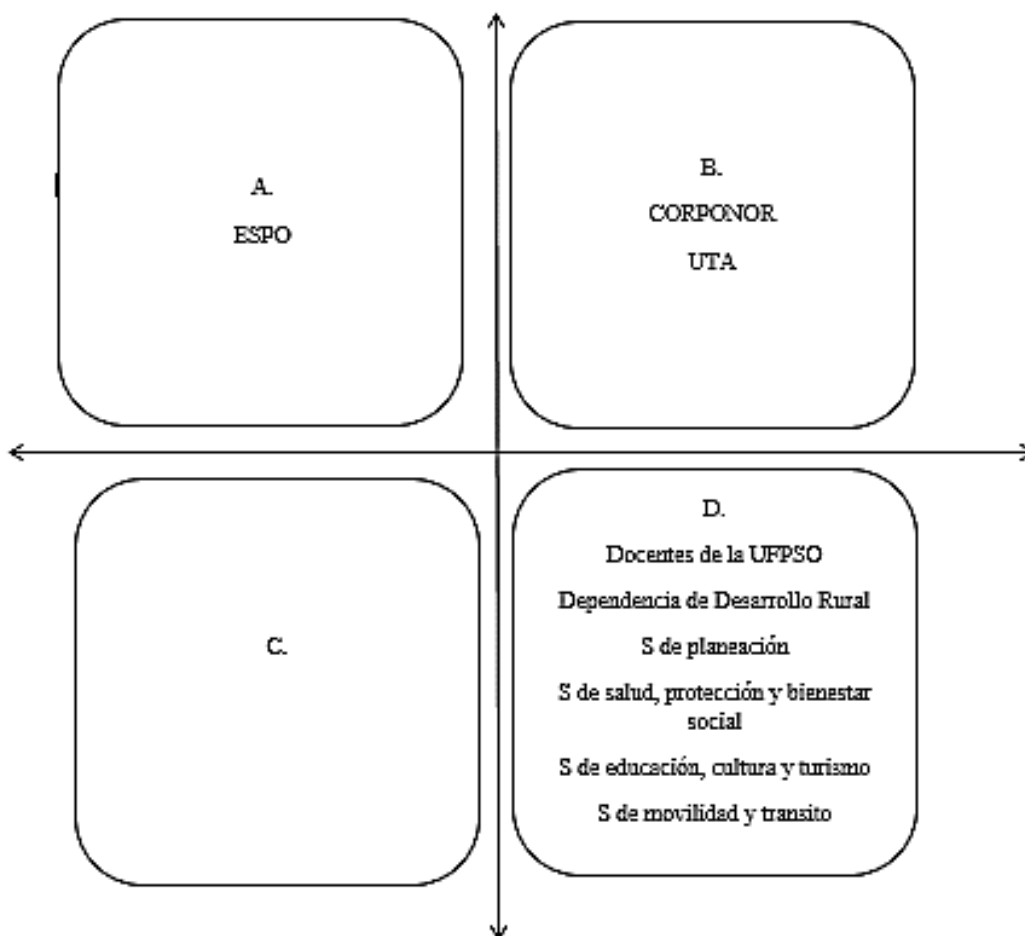 A.
ESPO
B.
CORPONOR
UTA
C.
D.
Docentes de la UFPSO
Dependencia de Desarrollo Rural
S de planeación
S de salud, protección y bienestar
social
S de educación, cultura y turismo
S de movilidad y transito